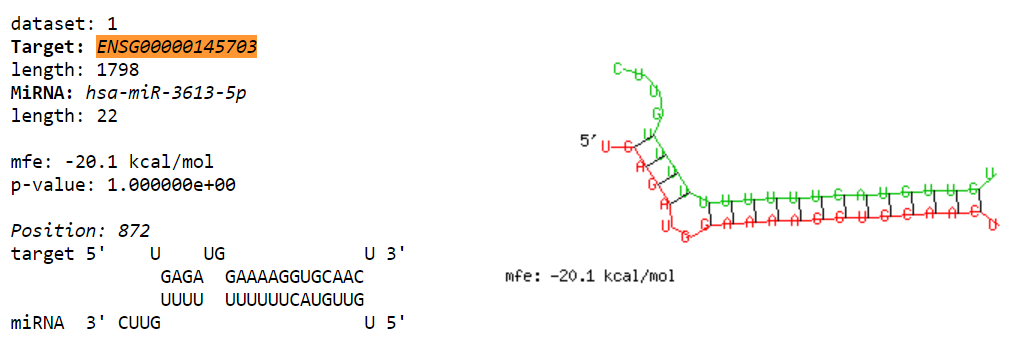 dataset: 1
Target: ENSG00000145703
length: 1798
MiRNA: hsa-miR-3613-5p
length: 22
mfe: -20.1 kcal/mol
p-value: 1.000000e+00
Position: 872
target 5'    U    UG             U 3'
              GAGA  GAAAAGGUGCAAC
              UUUU  UUUUUUCAUGUUG
miRNA  3' CUUG                   U 5'
C U U G U U U U U U U U U C A U G U U G U
5' U G A G A U G G A A A A G G U G C A A C U
mfe: -20.1 kcal/mol